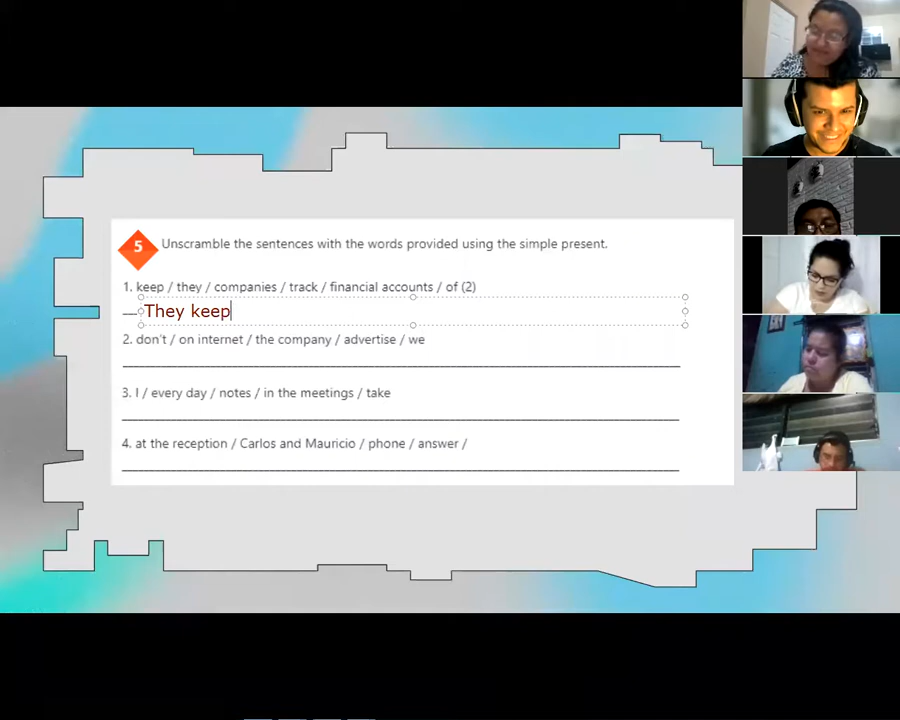 5 Unscramble the sentences with the words provided using the simple present.
1. keep / they / companies / track / financial accounts / of (2)
They keep
2. don't / on internet / the company / advertise / we
3. I / every day / notes / in the meetings / take
4. at the reception / Carlos and Mauricio / phone / answer /